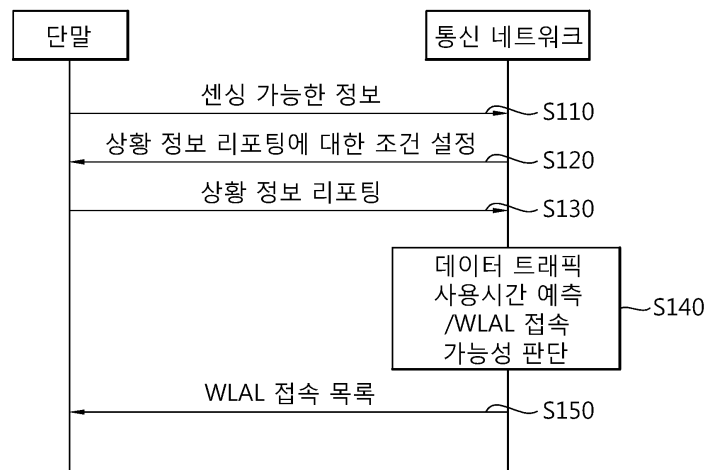 단말
통신 네트워크
센싱 가능한 정보
S110
상황 정보 리포팅에 대한 조건 설정
S120
상황 정보 리포팅
S130
데이터 트래픽
사용시간 예측
/WLAL 접속
가능성 판단
S140
WLAL 접속 목록
S150